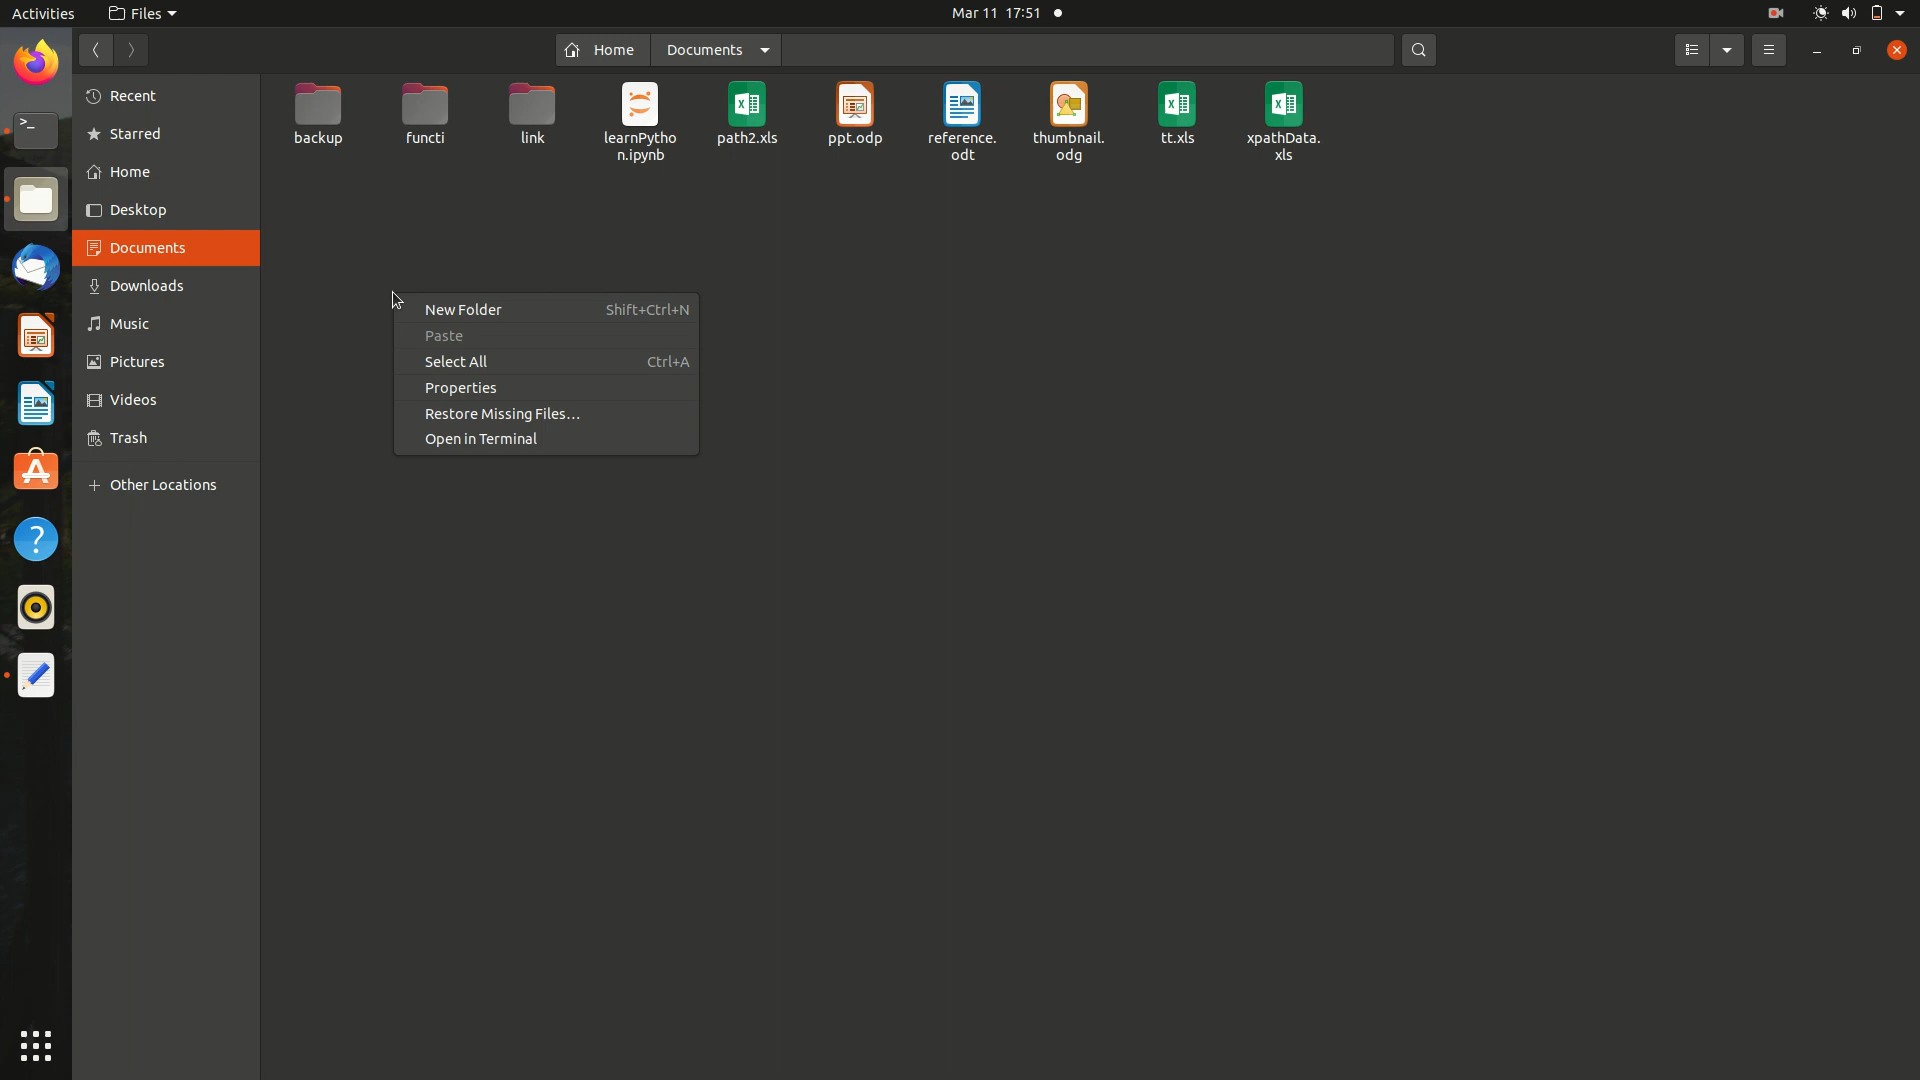 Activities Files Mar 11 17:51
Home Documents
Recent
Starred
Home
Desktop
Documents
Downloads
Music
Pictures
Videos
Trash
Other Locations
backup functi link learnPytho path2.xls ppt.odp reference. thumbnail. tt.xls xpathData.
n.ipynb odt odg xls
New Folder Shift+Ctrl+N
Paste
Select All Ctrl+A
Properties
Restore Missing Files…
Open in Terminal